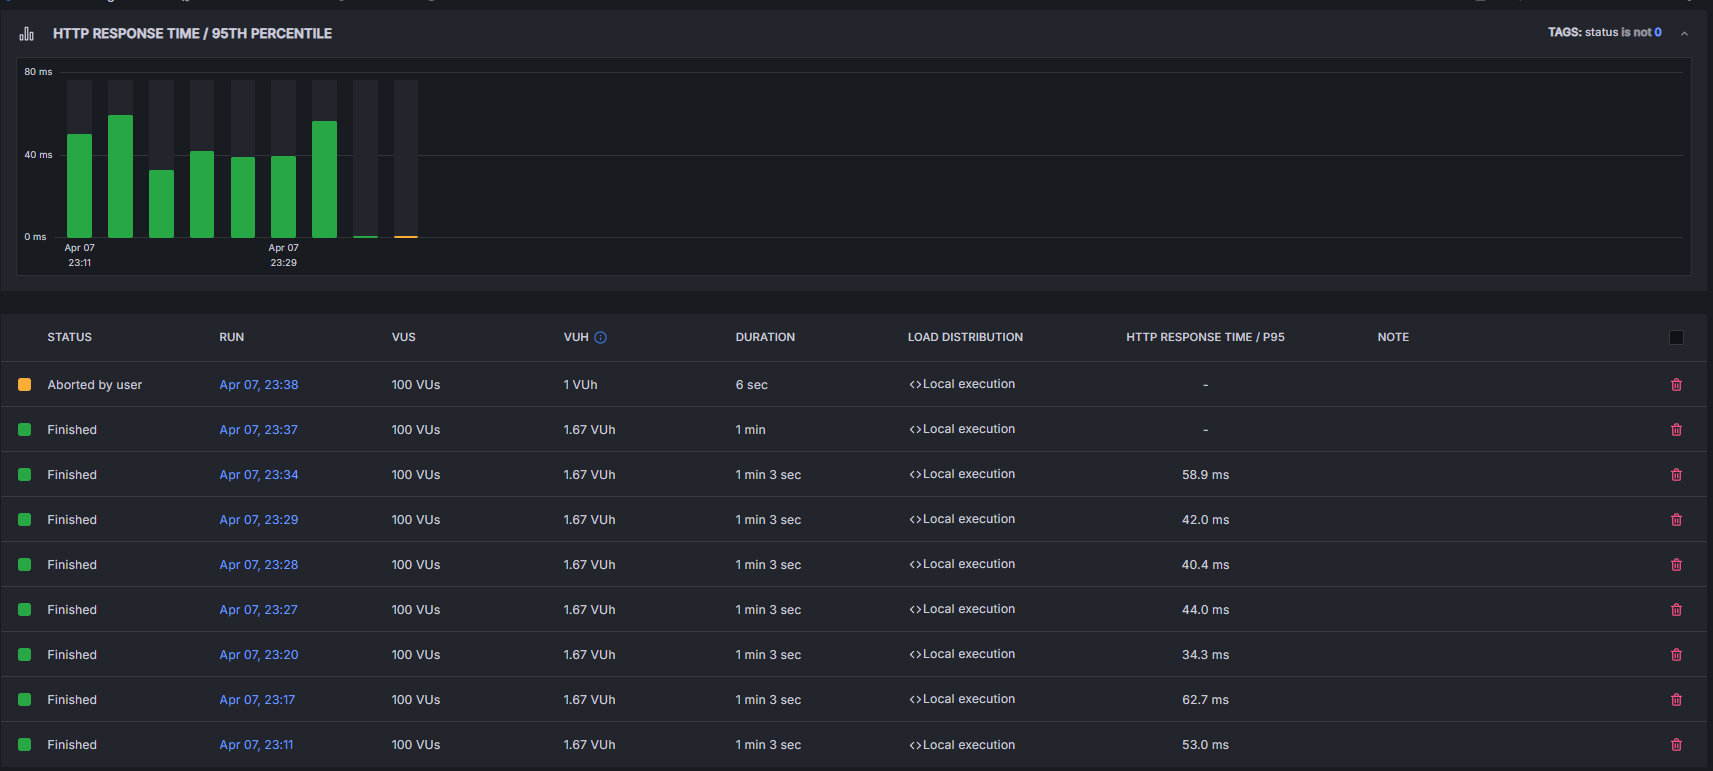 HTTP RESPONSE TIME / 95TH PERCENTILE
TAGS: status is not 0
80 ms
40 ms
0 ms
Apr 07 Apr 07
23:11 23:29
STATUS RUN VUS VUH DURATION LOAD DISTRIBUTION HTTP RESPONSE TIME / P95 NOTE
Aborted by user Apr 07, 23:38 100 VUs 1 VUh 6 sec <>Local execution -
Finished Apr 07, 23:37 100 VUs 1.67 VUh 1 min <>Local execution -
Finished Apr 07, 23:34 100 VUs 1.67 VUh 1 min 3 sec <>Local execution 58.9 ms
Finished Apr 07, 23:29 100 VUs 1.67 VUh 1 min 3 sec <>Local execution 42.0 ms
Finished Apr 07, 23:28 100 VUs 1.67 VUh 1 min 3 sec <>Local execution 40.4 ms
Finished Apr 07, 23:27 100 VUs 1.67 VUh 1 min 3 sec <>Local execution 44.0 ms
Finished Apr 07, 23:20 100 VUs 1.67 VUh 1 min 3 sec <>Local execution 34.3 ms
Finished Apr 07, 23:17 100 VUs 1.67 VUh 1 min 3 sec <>Local execution 62.7 ms
Finished Apr 07, 23:11 100 VUs 1.67 VUh 1 min 3 sec <>Local execution 53.0 ms